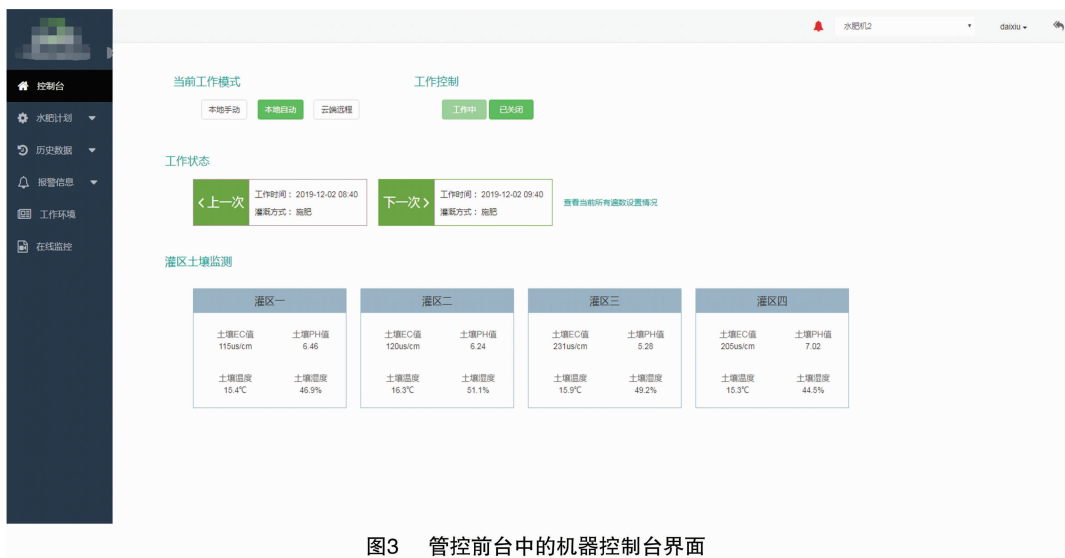 水肥机2
daixiu
控制台
水肥计划
历史数据
报警信息
工作环境
在线监控
当前工作模式 工作控制
本地手动 本地自动 云端远程 工作中 已关闭
工作状态
上一次 工作时间：2019-12-02 08:40
灌溉方式：施肥
下一次 工作时间：2019-12-02 09:40
灌溉方式：施肥
查看当前所有遍数设置情况
灌区土壤监测
灌区一 灌区二 灌区三 灌区四
土壤EC值 土壤PH值 土壤EC值 土壤PH值 土壤EC值 土壤PH值 土壤EC值 土壤PH值
115us/cm 6.46 120us/cm 6.24 231us/cm 5.28 205us/cm 7.02
土壤温度 土壤湿度 土壤温度 土壤湿度 土壤温度 土壤湿度 土壤温度 土壤湿度
15.4℃ 46.9% 16.3℃ 51.1% 15.9℃ 49.2% 15.3℃ 44.5%
图3 管控前台中的机器控制台界面